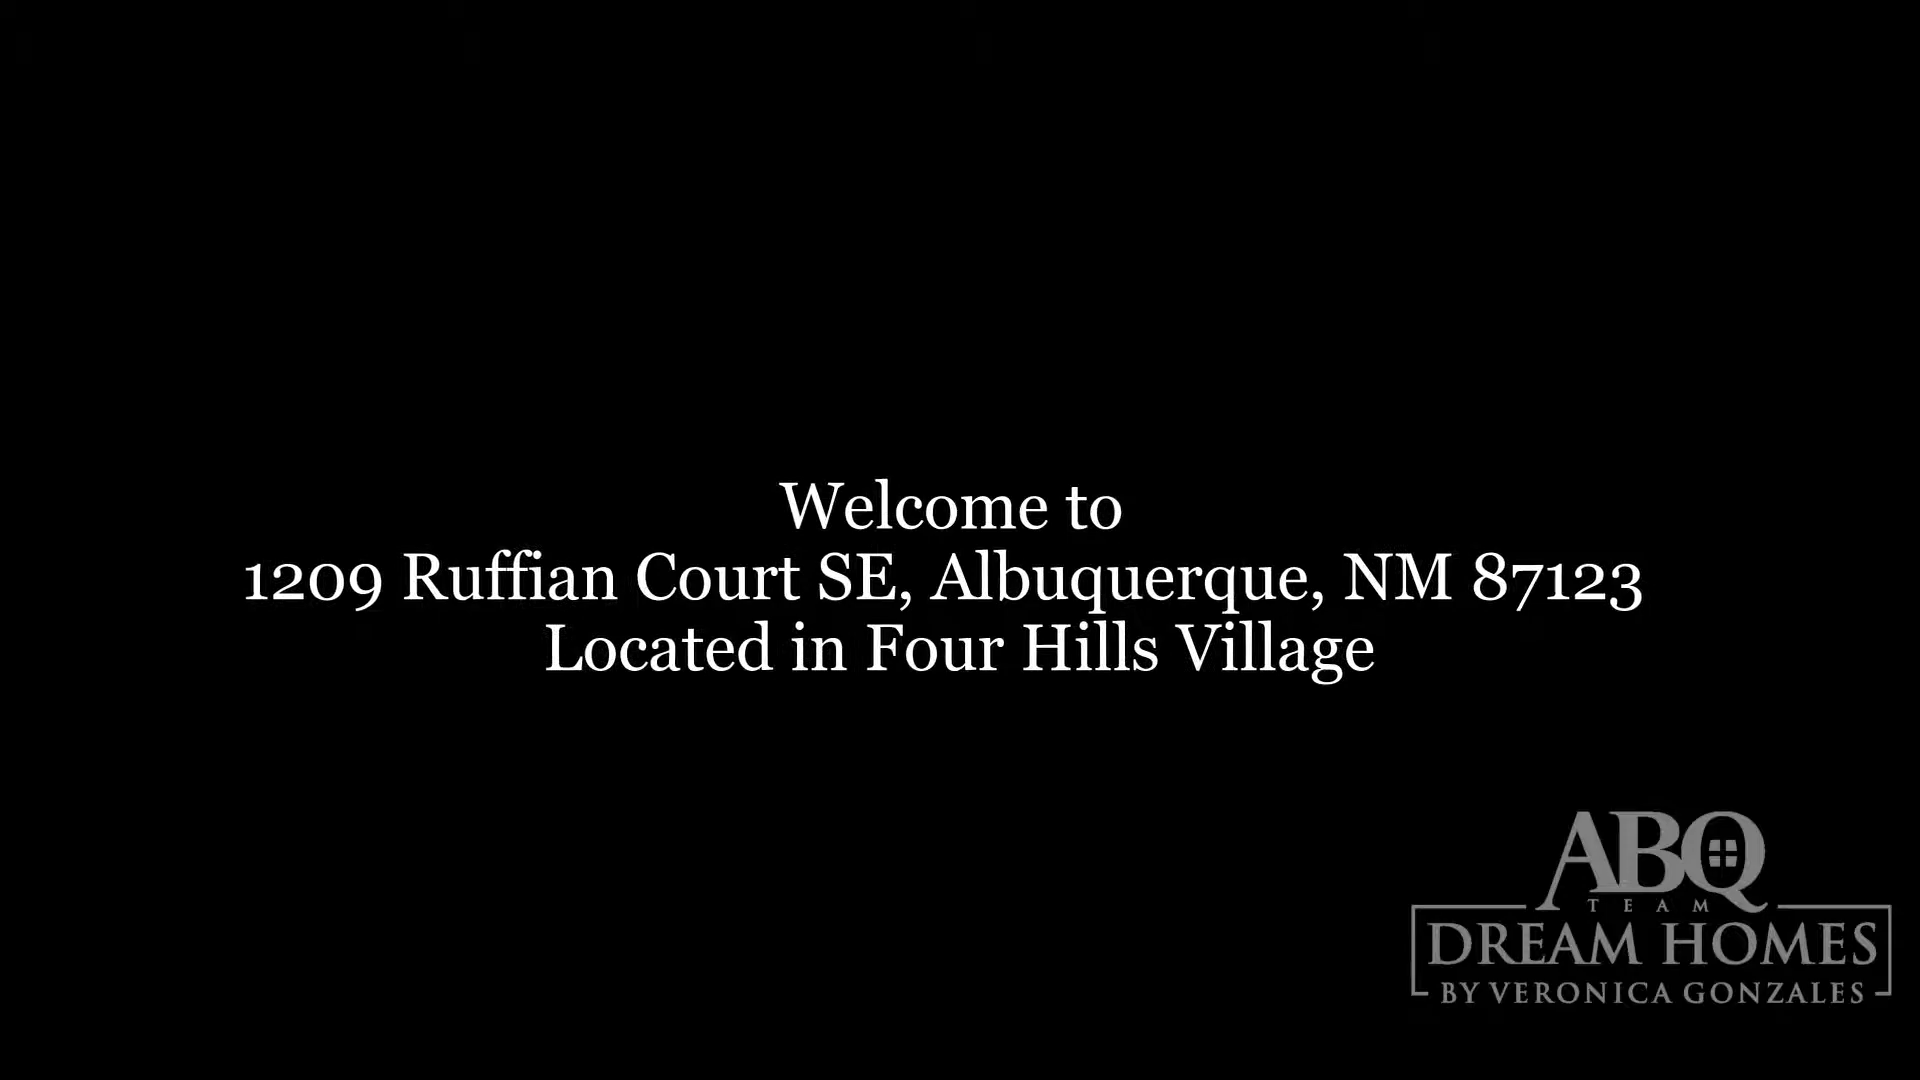 Welcome to
1209 Ruffian Court SE, Albuquerque, NM 87123
Located in Four Hills Village
ABQ
TEAM
DREAM HOMES
BY VERONICA GONZALES